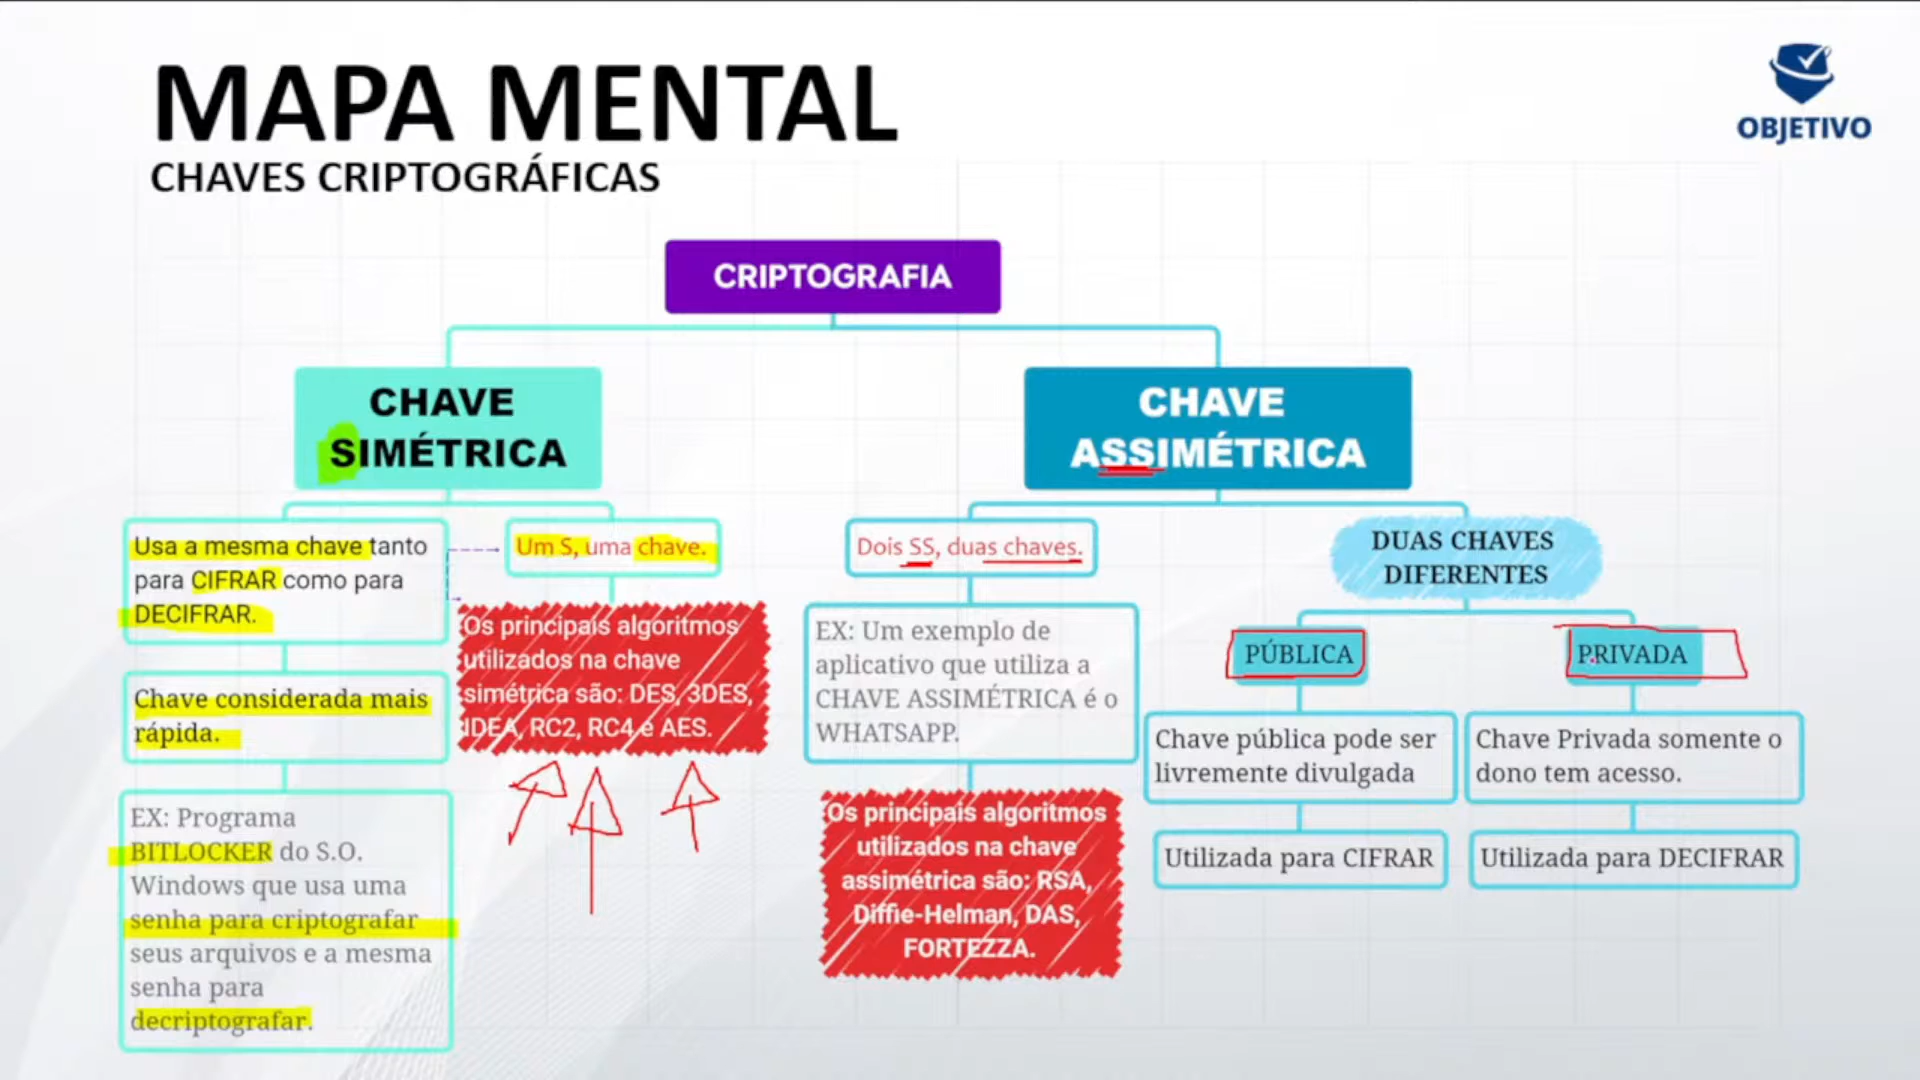 MAPA MENTAL
CHAVES CRIPTOGRÁFICAS
OBJETIVO
CRIPTOGRAFIA
CHAVE
SIMÉTRICA
Usa a mesma chave tanto
para CIFRAR como para
DECIFRAR.
Um S, uma chave.
Chave considerada mais
rápida.
Os principais algoritmos
utilizados na chave
simétrica são: DES, 3DES,
IDEA, RC2, RC4 e AES.
EX: Programa
BITLOCKER do S.O.
Windows que usa uma
senha para criptografar
seus arquivos e a mesma
senha para
decriptografar.
CHAVE
ASSIMÉTRICA
Dois SS, duas chaves.
EX: Um exemplo de
aplicativo que utiliza a
CHAVE ASSIMÉTRICA é o
WHATSAPP.
Os principais algoritmos
utilizados na chave
assimétrica são: RSA,
Diffie-Helman, DAS,
FORTEZZA.
DUAS CHAVES
DIFERENTES
PÚBLICA
Chave pública pode ser
livremente divulgada
Utilizada para CIFRAR
PRIVADA
Chave Privada somente o
dono tem acesso.
Utilizada para DECIFRAR